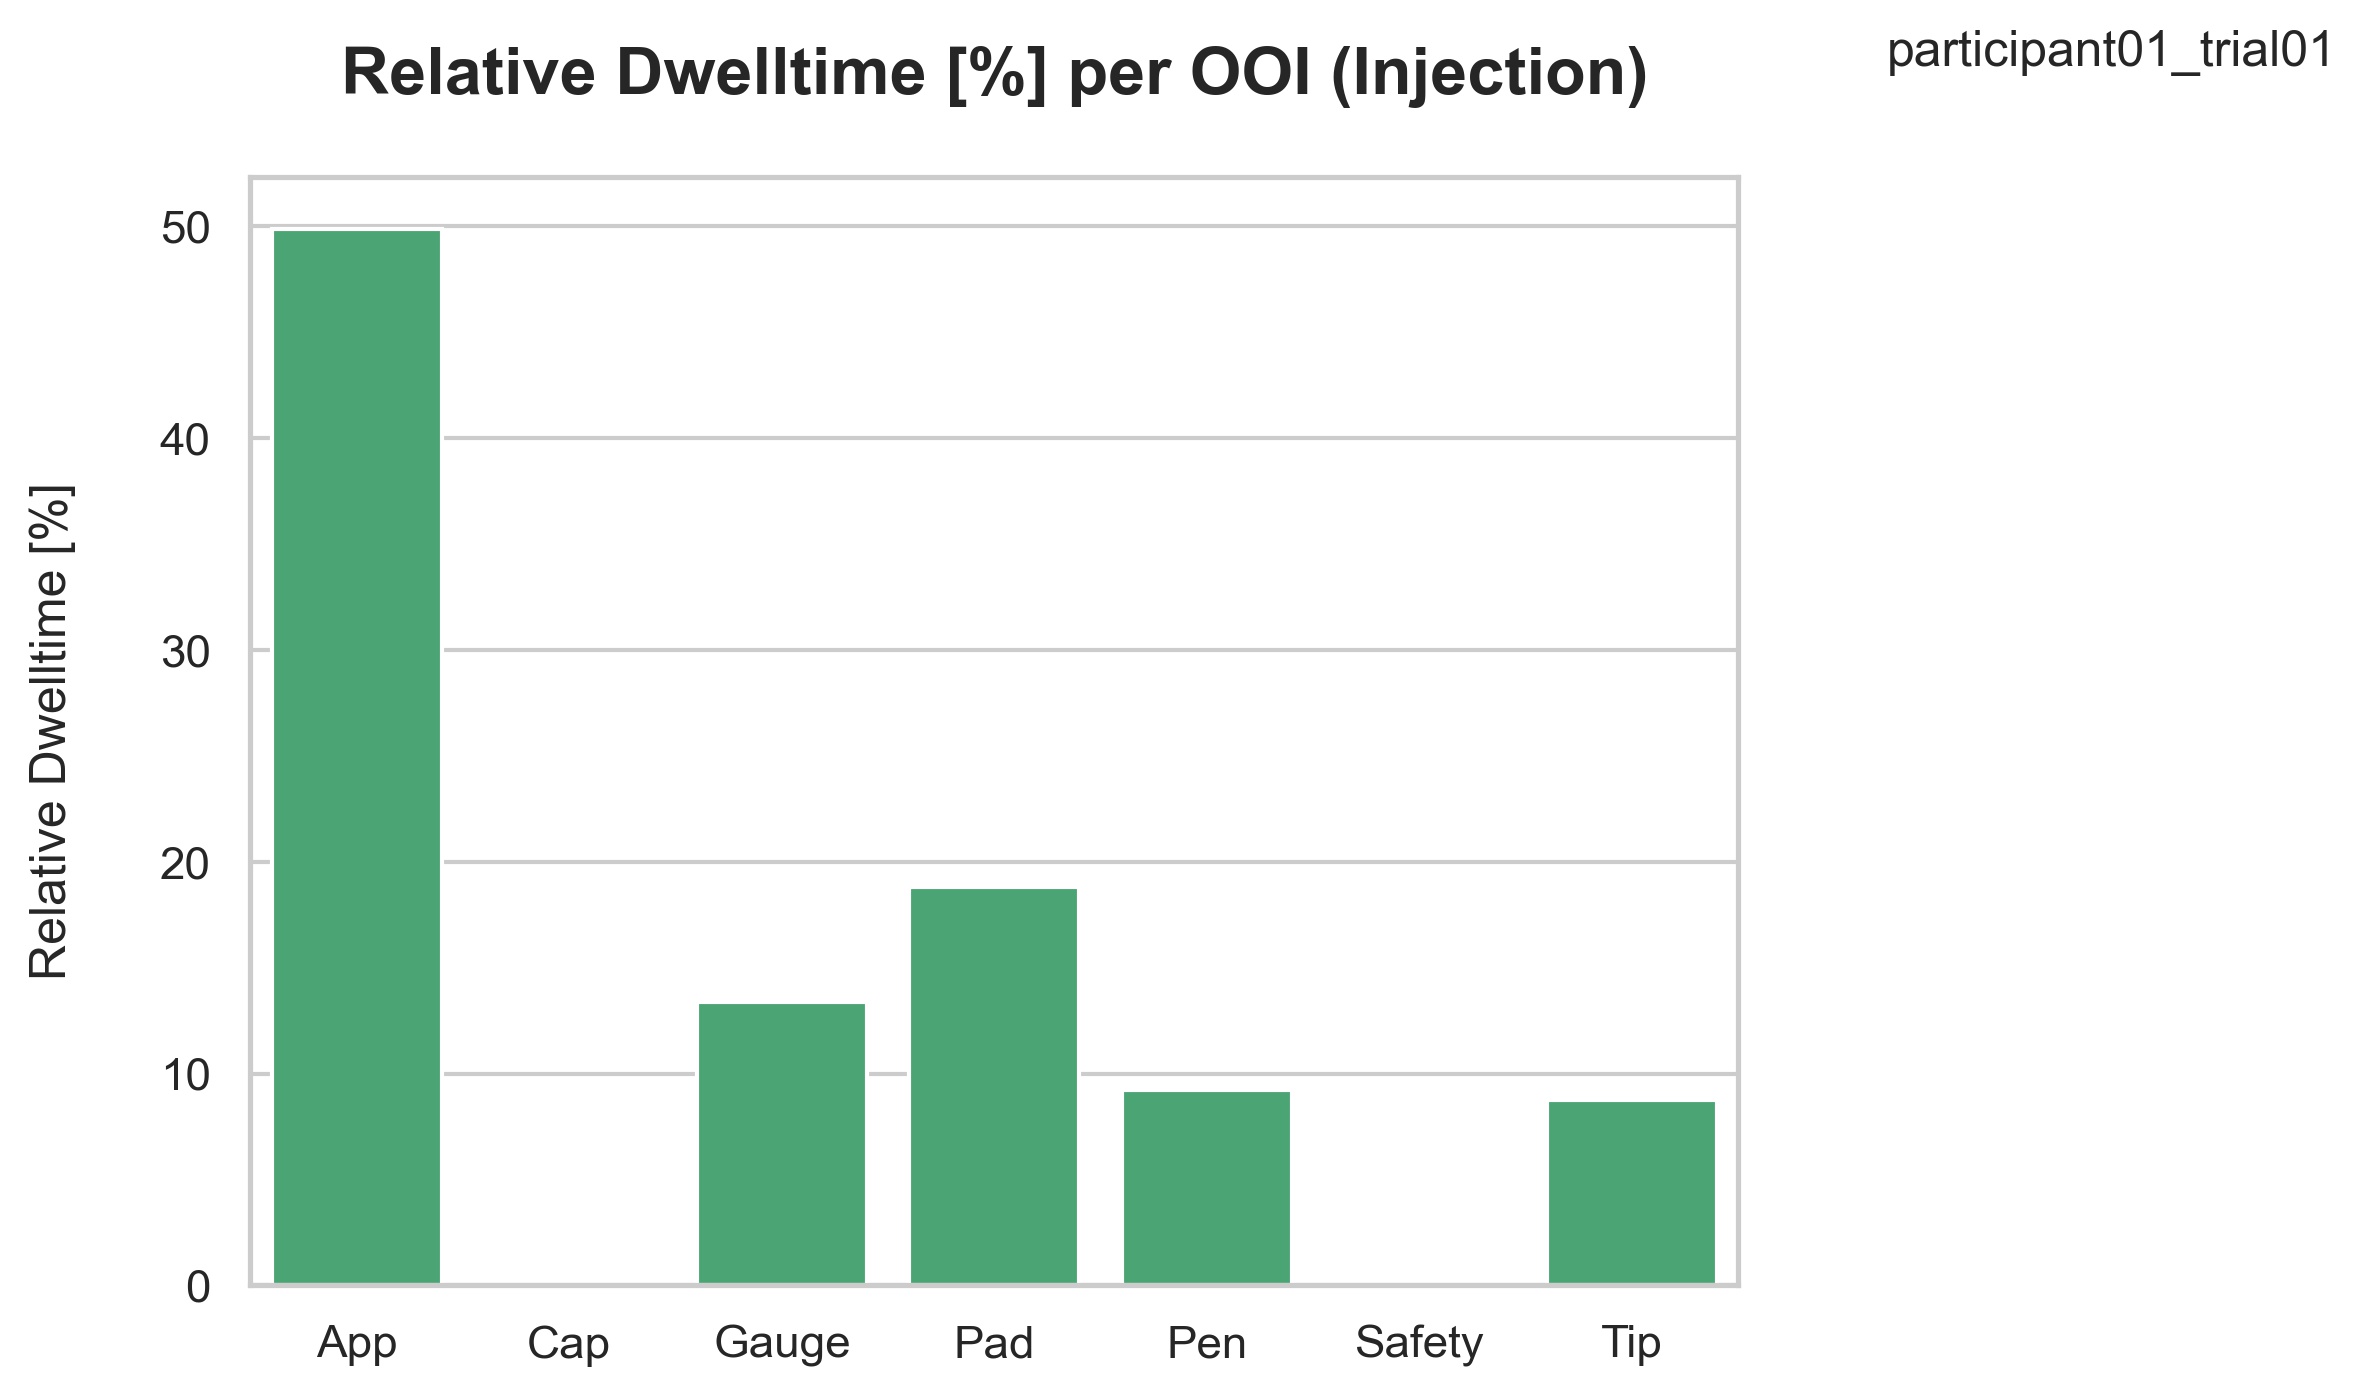 Relative Dwelltime [%] per OOI (Injection)
participant01_trial01
Relative Dwelltime [%]
50
40
30
20
10
0
App
Cap
Gauge
Pad
Pen
Safety
Tip